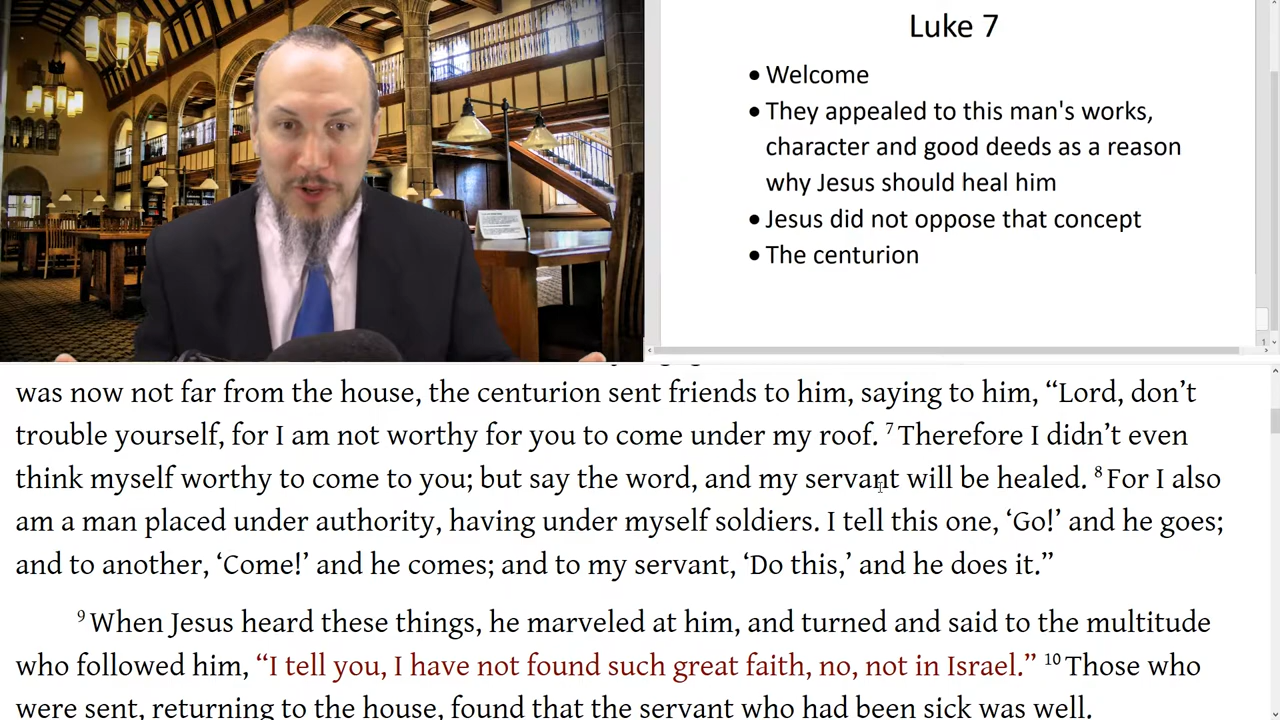 Luke 7
• Welcome
• They appealed to this man's works,
character and good deeds as a reason
why Jesus should heal him
• Jesus did not oppose that concept
• The centurion
1
was now not far from the house, the centurion sent friends to him, saying to him, “Lord, don’t
trouble yourself, for I am not worthy for you to come under my roof. ⁷ Therefore I didn’t even
think myself worthy to come to you; but say the word, and my servant will be healed. ⁸ For I also
am a man placed under authority, having under myself soldiers. I tell this one, ‘Go!’ and he goes;
and to another, ‘Come!’ and he comes; and to my servant, ‘Do this,’ and he does it.”
⁹ When Jesus heard these things, he marveled at him, and turned and said to the multitude
who followed him, “I tell you, I have not found such great faith, no, not in Israel.” ¹⁰ Those who
were sent, returning to the house, found that the servant who had been sick was well.